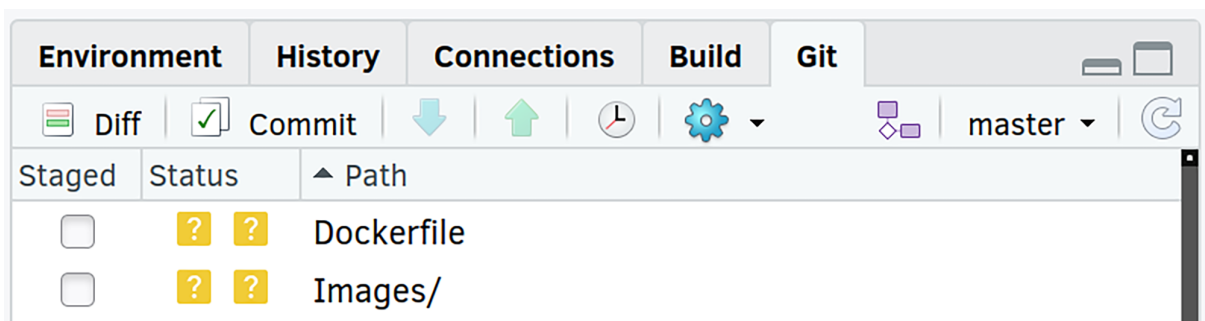 Environment History Connections Build Git
Diff Commit master
Staged Status Path
? ? Dockerfile
? ? Images/